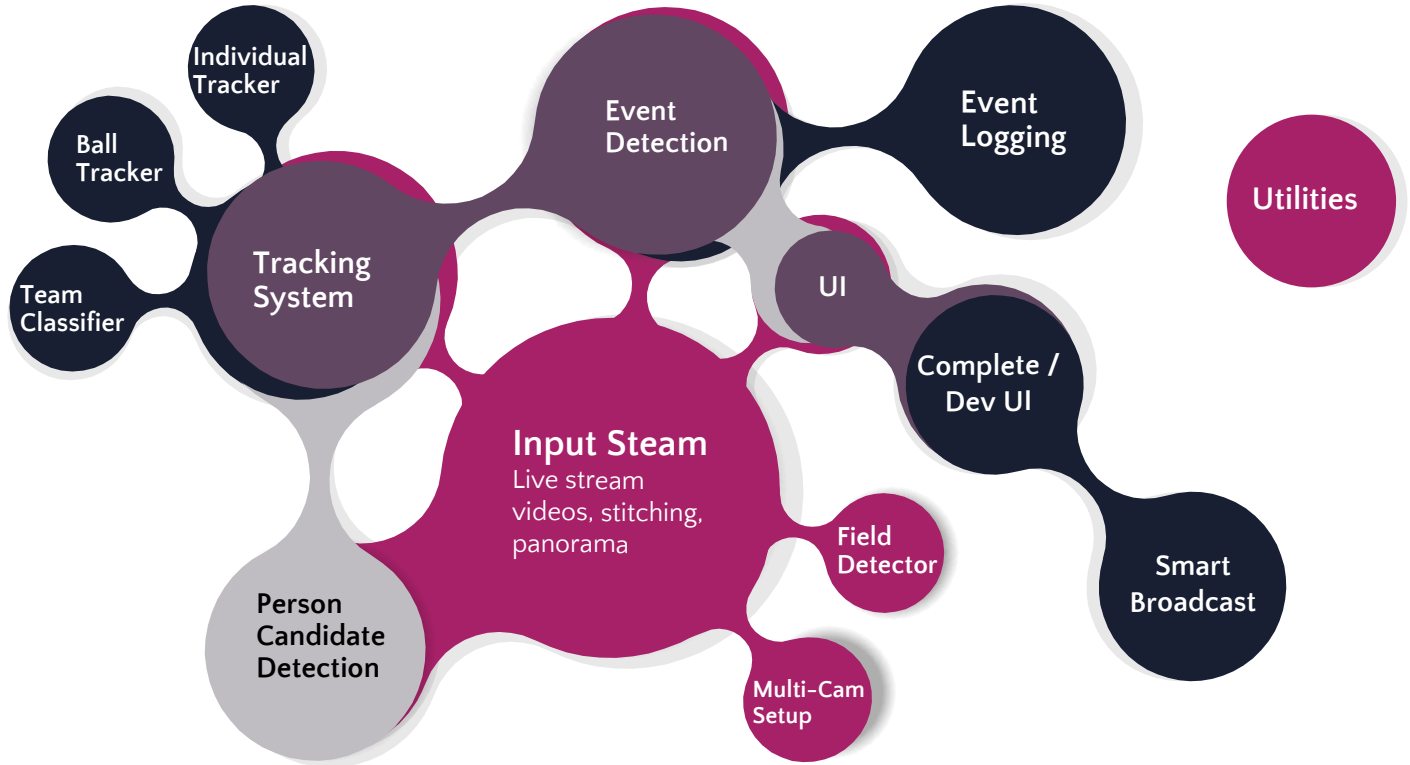 Individual
Tracker
Ball
Tracker
Team
Classifier
Tracking
System
Event
Detection
Event
Logging
Utilities
UI
Complete /
Dev UI
Input Steam
Live stream
videos, stitching,
panorama
Field
Detector
Smart
Broadcast
Person
Candidate
Detection
Multi-Cam
Setup